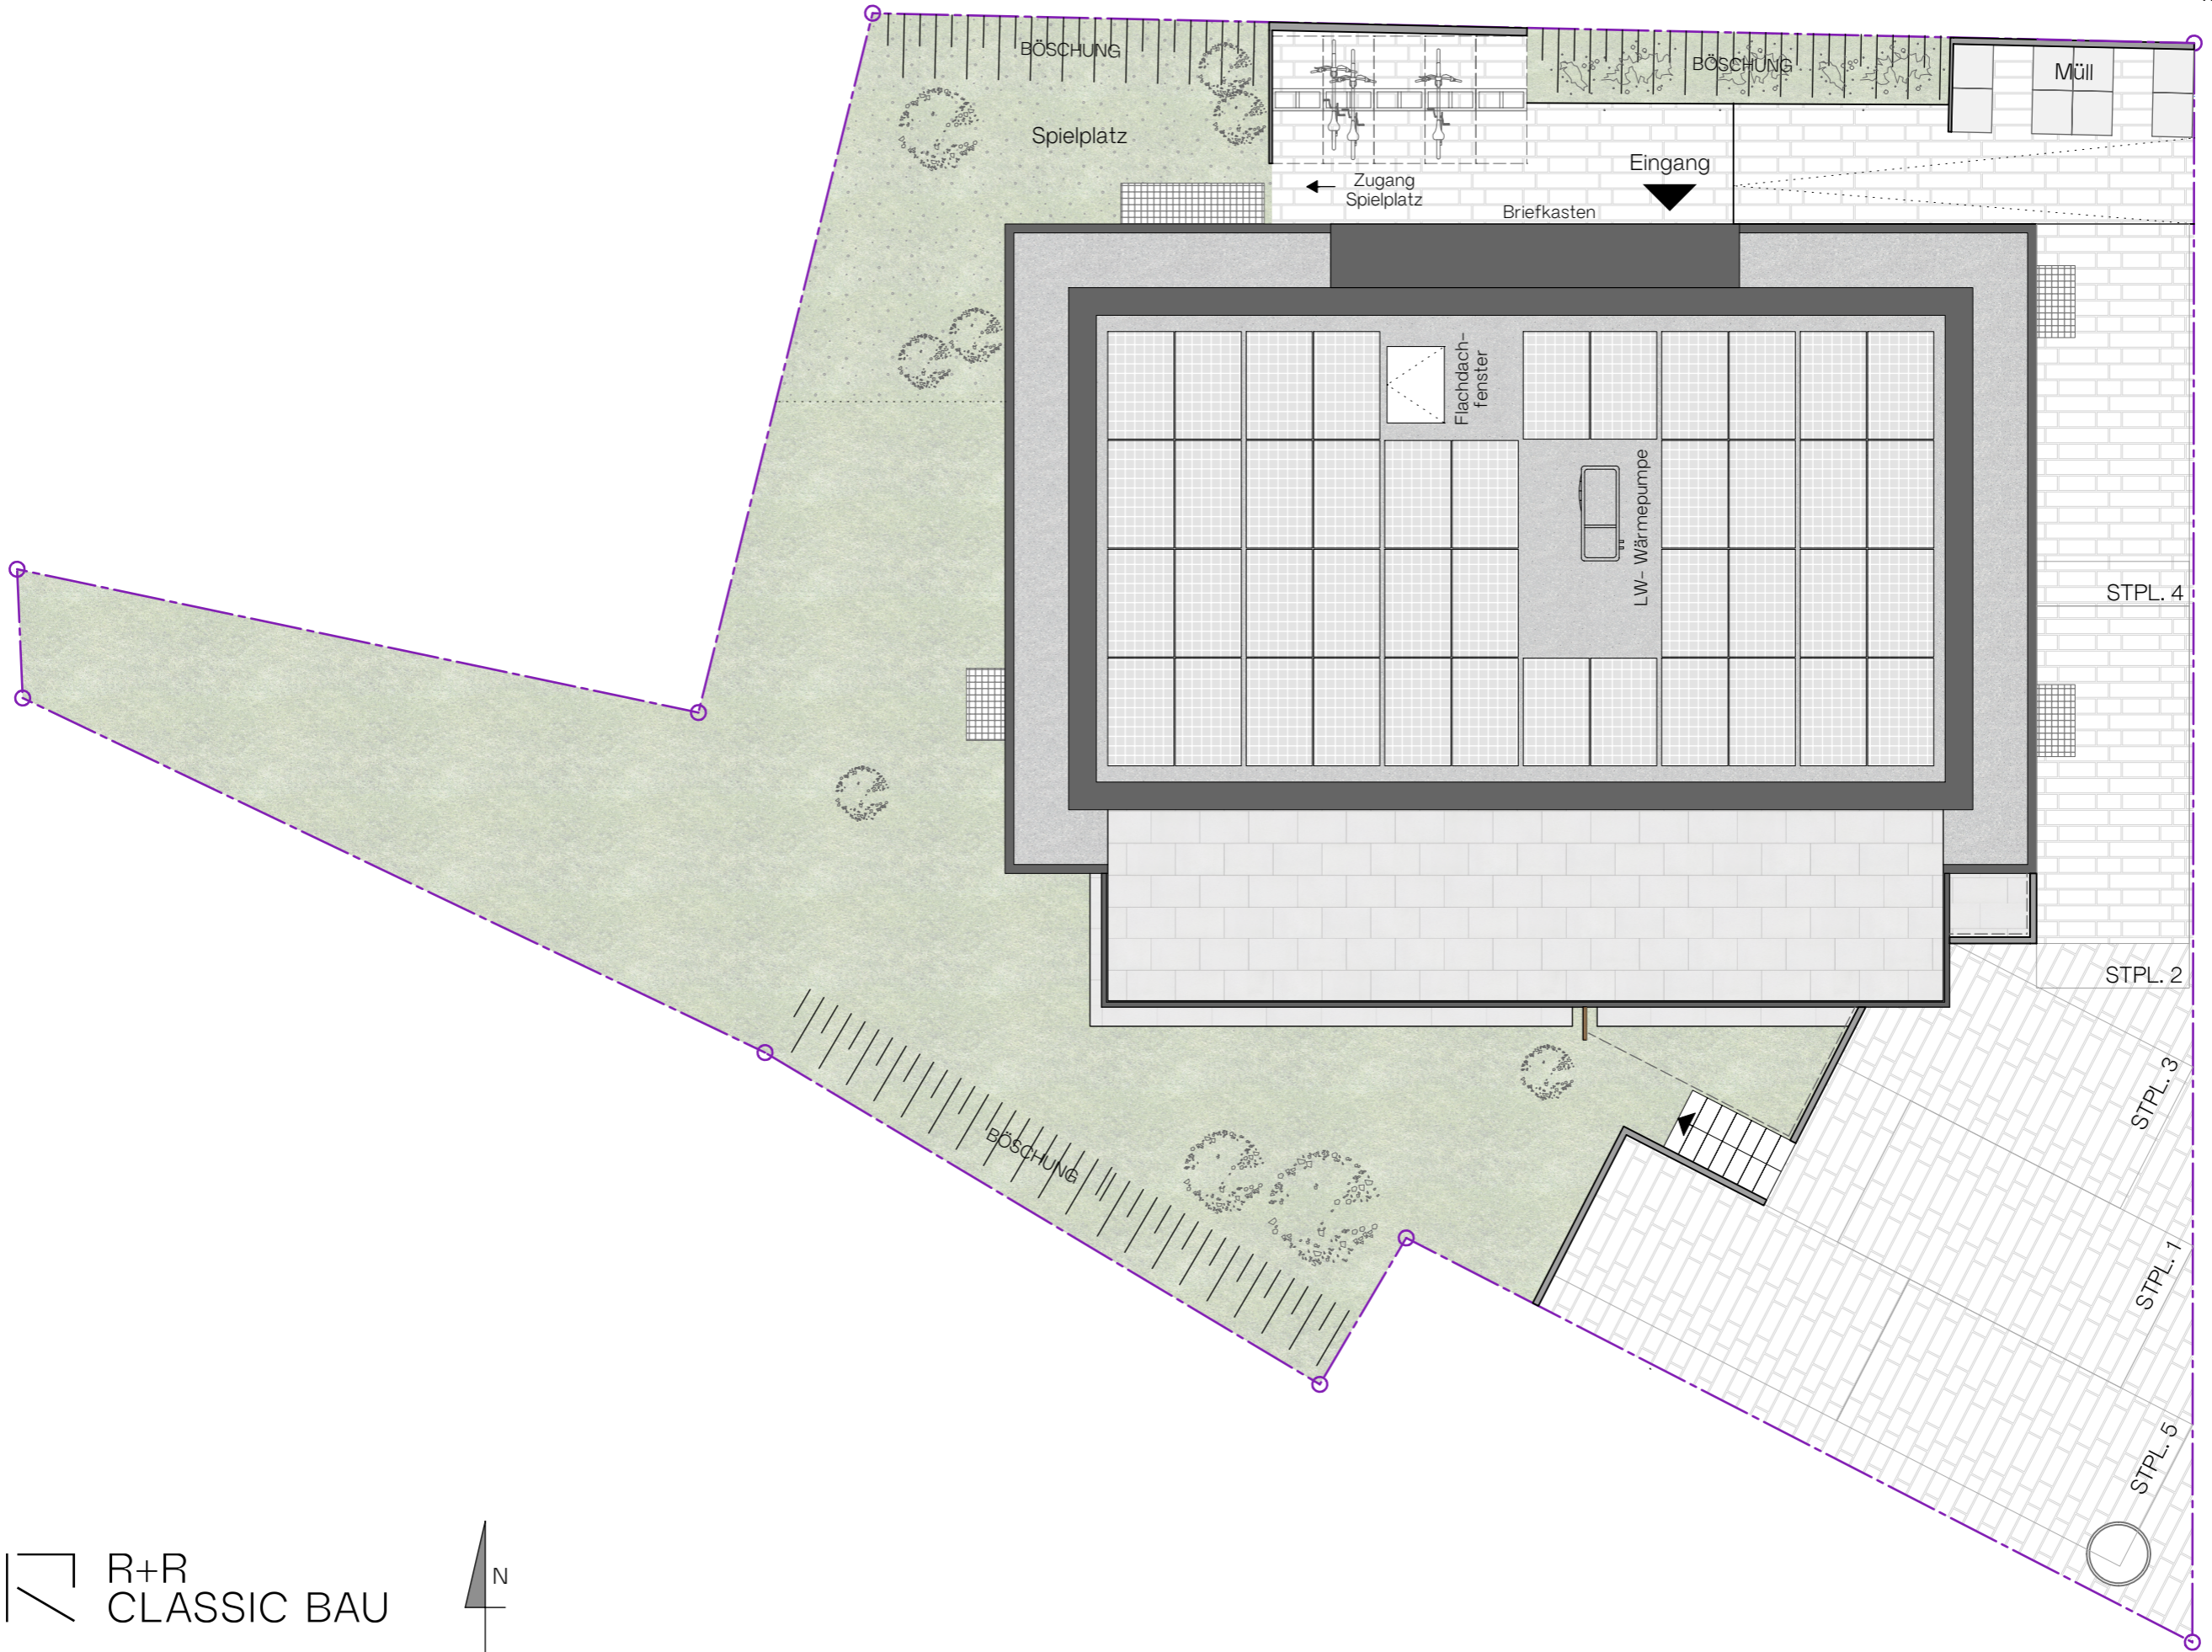 BÖSCHUNG
BÖSCHUNG
Müll
Spielplatz
Eingang
Zugang
Spielplatz
Briefkasten
Flachdach-
fenster
LW- Wärmepumpe
STPL. 4
STPL. 2
STPL. 3
BÖSCHUNG
STPL. 1
STPL. 5
R+R
CLASSIC BAU
N